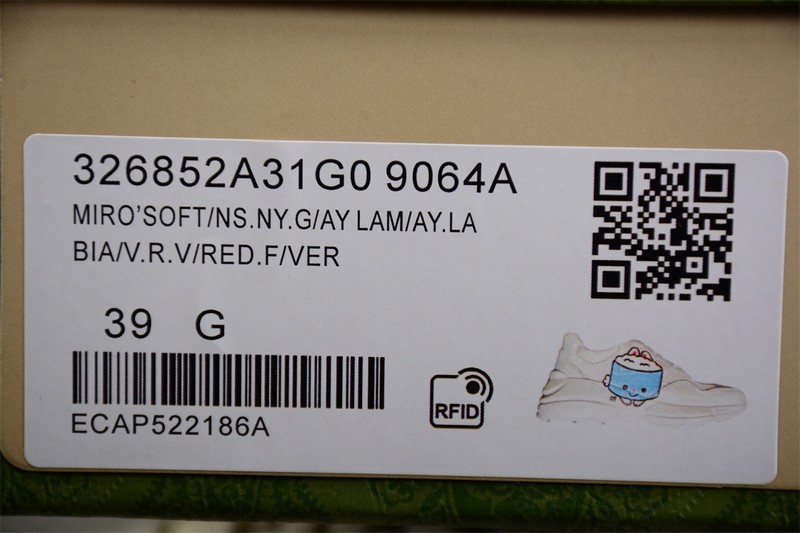 326852A31G0 9064A
MIRO'SOFT/NS.NY.G/AY LAM/AY.LA
BIA/V.R.V/RED.F/VER
39 G
ECAP522186A
RFID